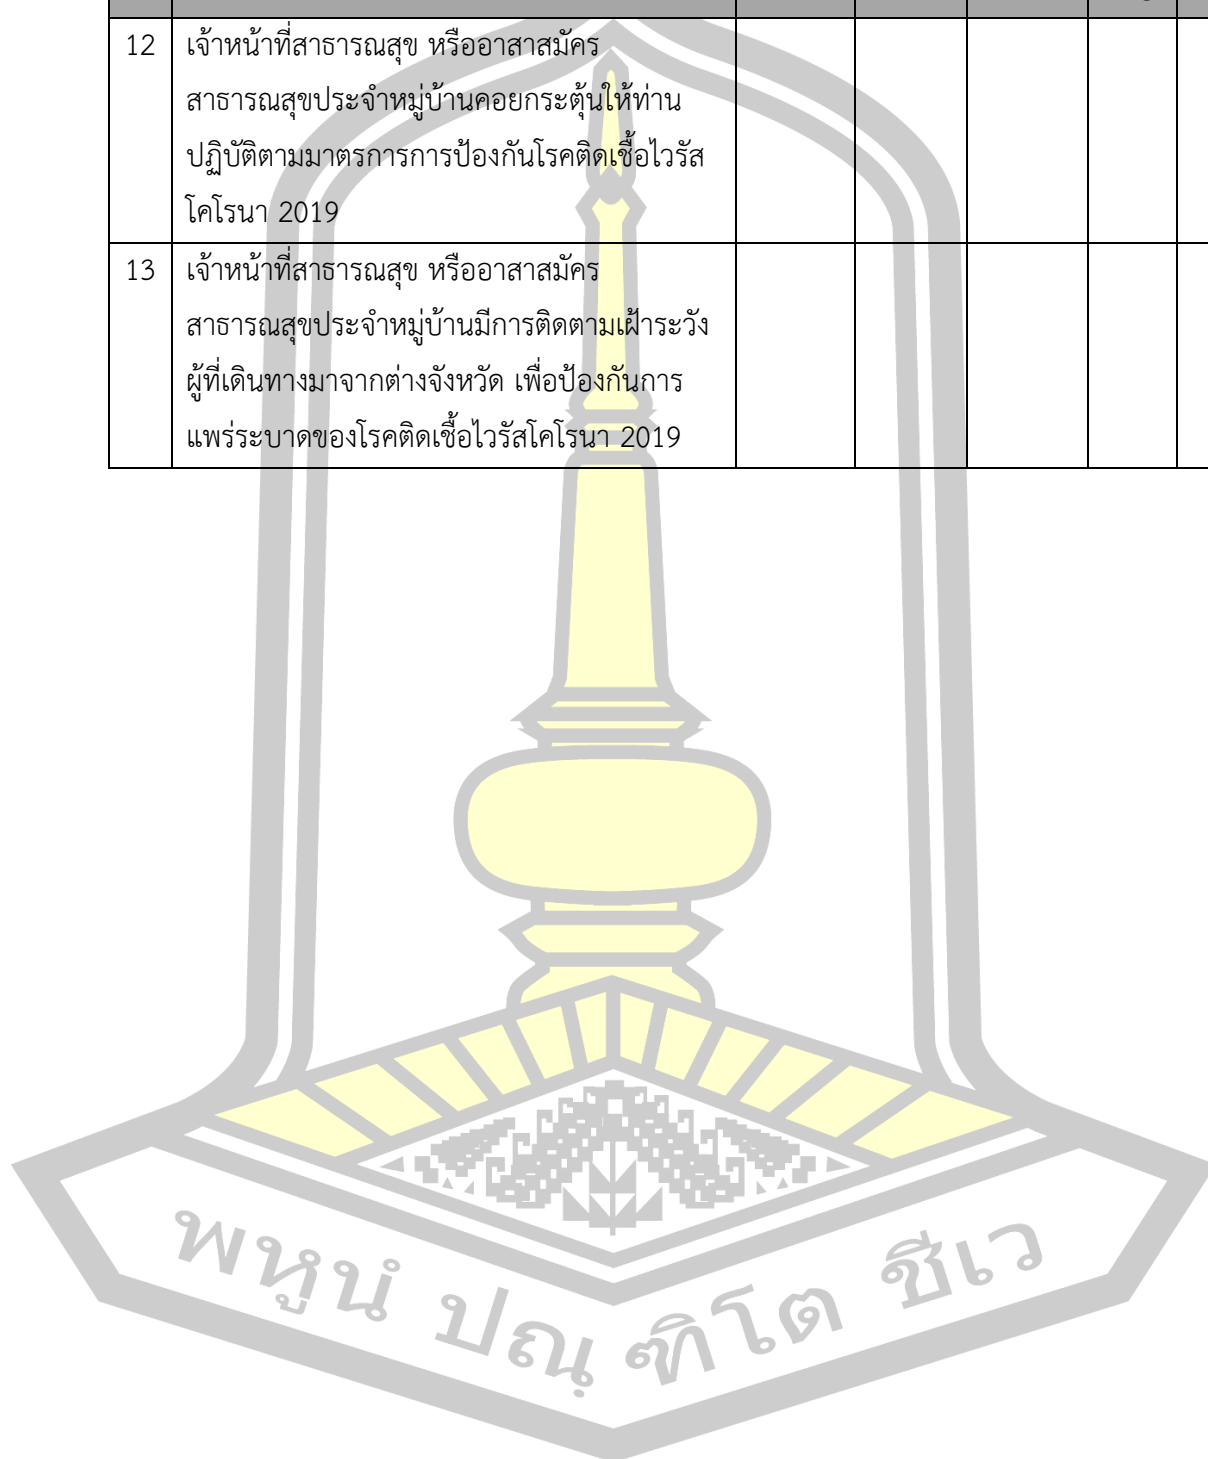 12 เจ้าหน้าที่สาธารณสุข หรืออาสาสมัคร
สาธารณสุขประจำหมู่บ้านคอยกระตุ้นให้ท่าน
ปฏิบัติตามมาตรการการป้องกันโรคติดเชื้อไวรัส
โคโรนา 2019
13 เจ้าหน้าที่สาธารณสุข หรืออาสาสมัคร
สาธารณสุขประจำหมู่บ้านมีการติดตามเฝ้าระวัง
ผู้ที่เดินทางมาจากต่างจังหวัด เพื่อป้องกันการ
แพร่ระบาดของโรคติดเชื้อไวรัสโคโรนา 2019
พหูนํ ปณฺฑิโต ชีเว